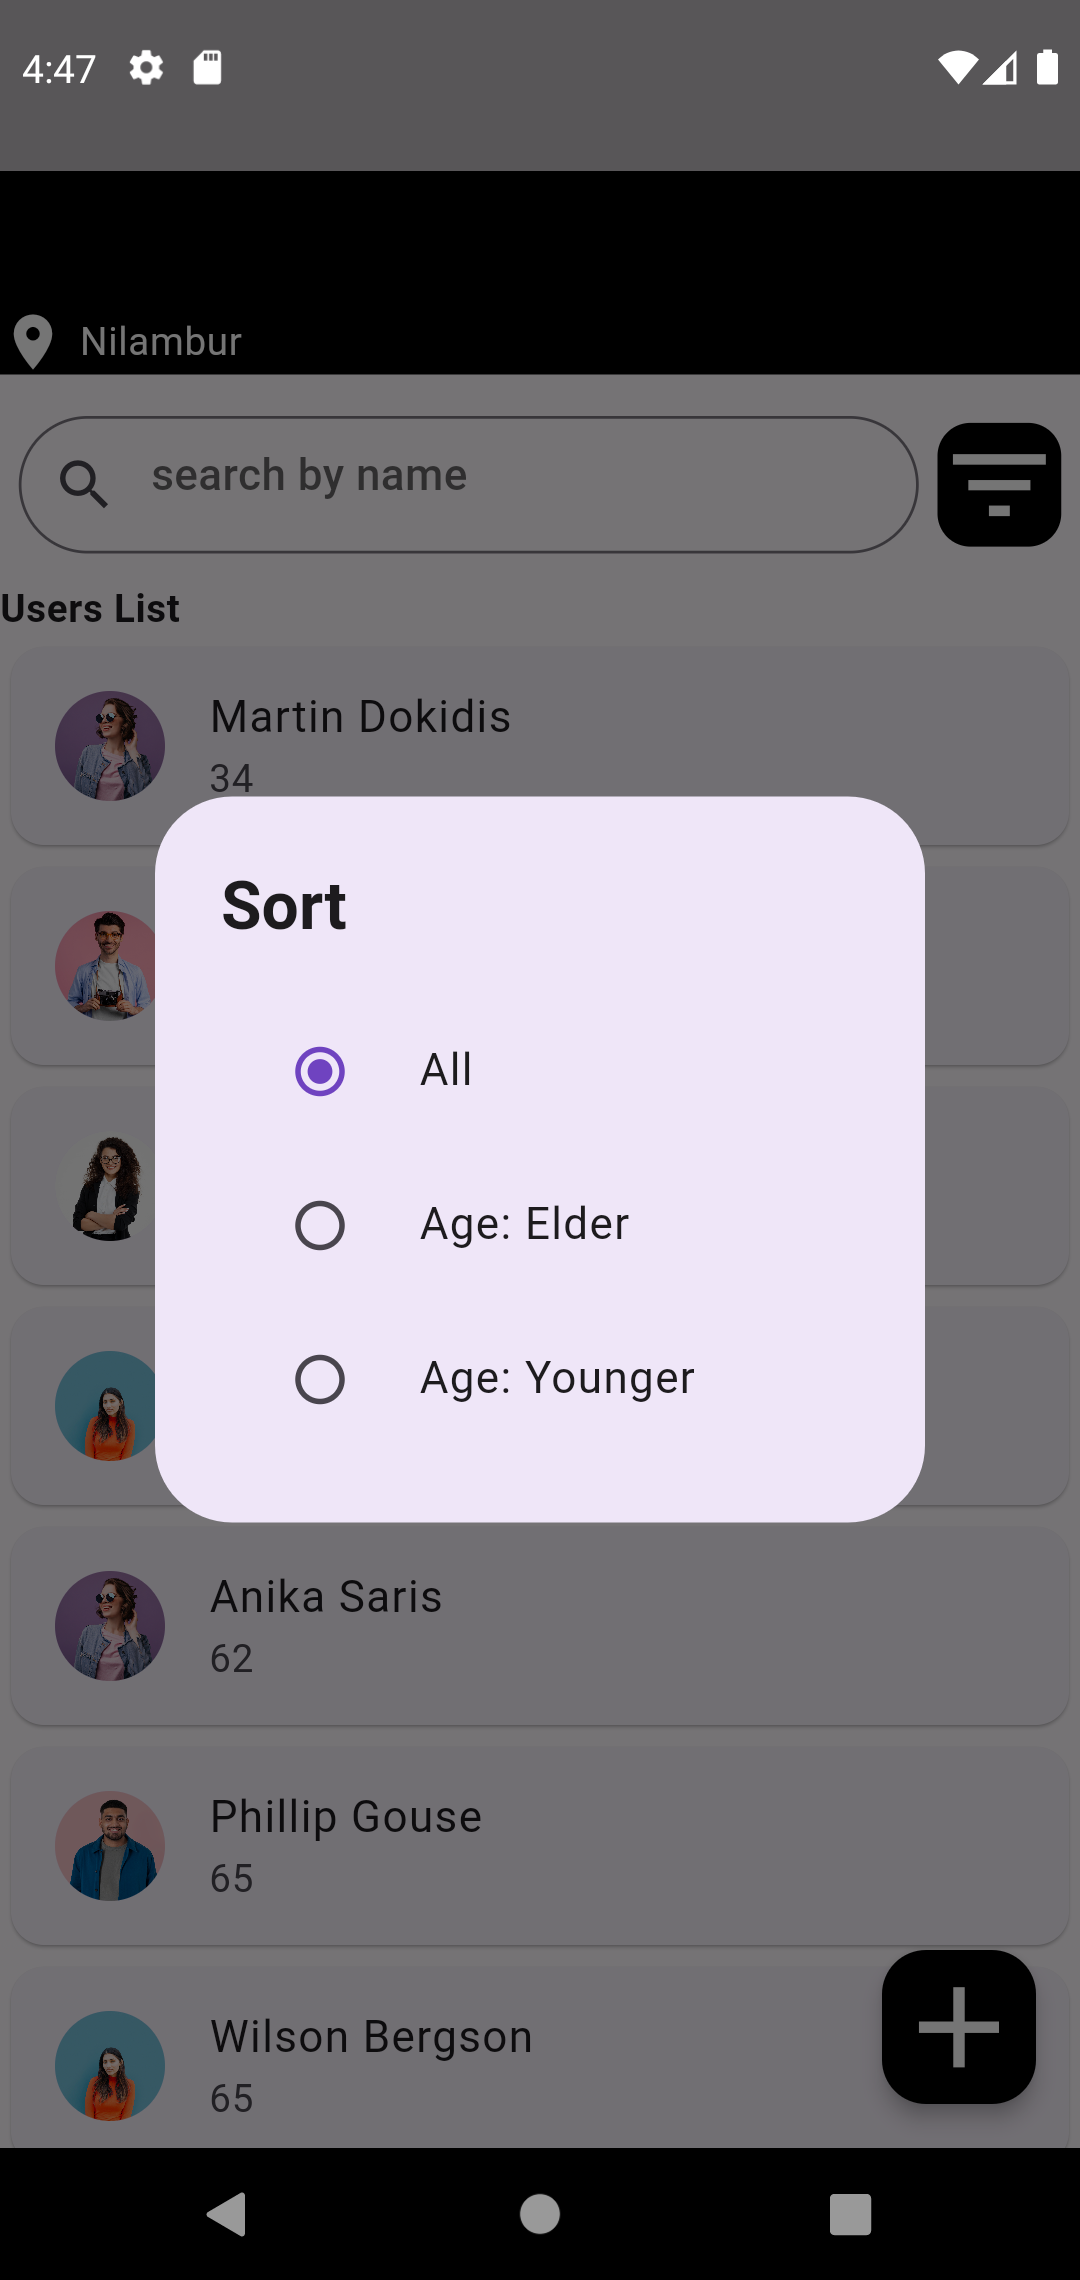 4:47
Nilambur
search by name
Users List
Martin Dokidis
34
Sort
All
Age: Elder
Age: Younger
Anika Saris
62
Phillip Gouse
65
Wilson Bergson
65